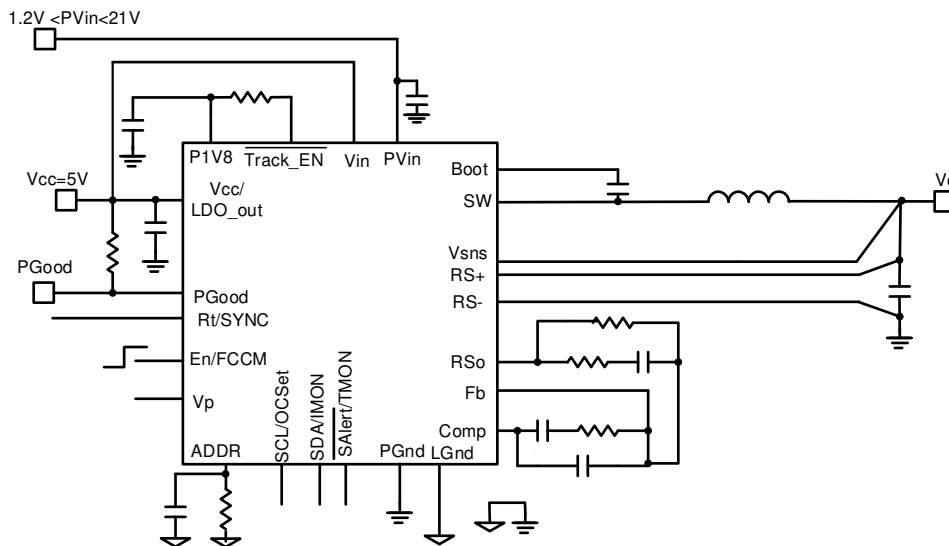 1.2V <PVin<21V
P1V8
Track_EN
Vin
PVin
Boot
Vcc=5V
Vcc/
LDO_out
SW
Vsns
RS+
PGood
PGood
RS-
Rt/SYNC
En/FCCM
RSo
Fb
Vp
Comp
ADDR
SCL/OCSet
SDA/IMON
SAlert/TMON
PGnd
LGnd